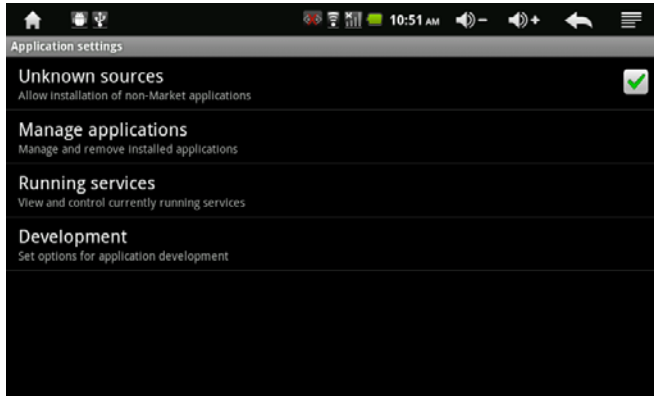 10:51 AM
Application settings
Unknown sources
Allow installation of non-Market applications
Manage applications
Manage and remove installed applications
Running services
View and control currently running services
Development
Set options for application development